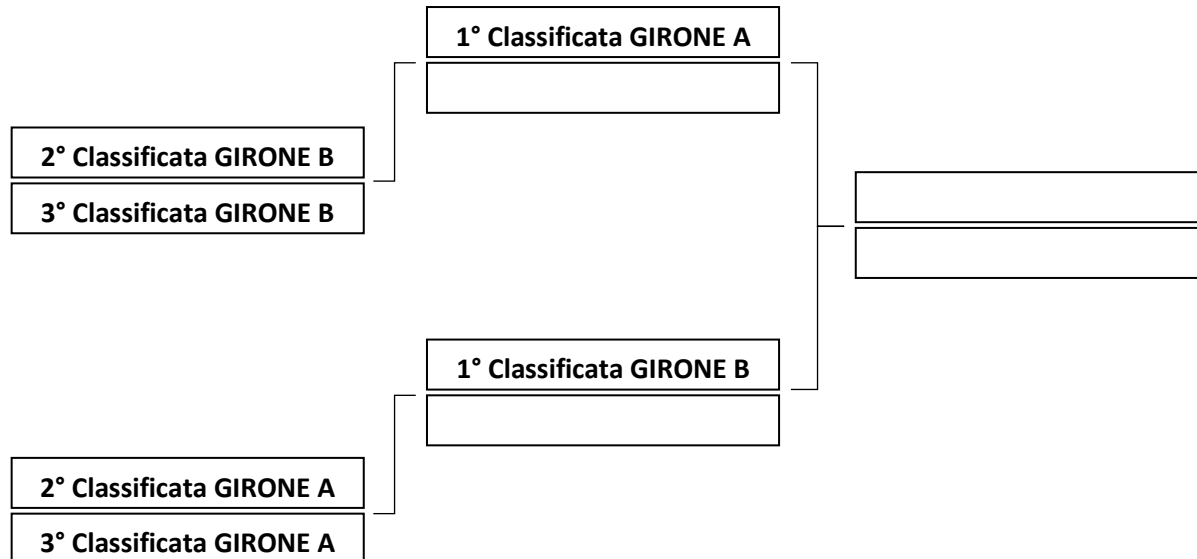 1° Classificata GIRONE A
2° Classificata GIRONE B
3° Classificata GIRONE B
1° Classificata GIRONE B
2° Classificata GIRONE A
3° Classificata GIRONE A